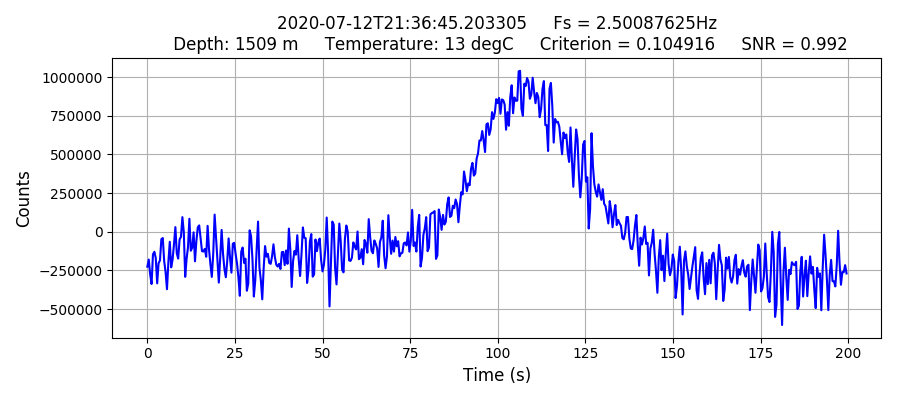 2020-07-12T21:36:45.203305 Fs = 2.50087625Hz
Depth: 1509 m Temperature: 13 degC Criterion = 0.104916 SNR = 0.992
1000000
750000
500000
250000
0
−250000
−500000
Counts
0 25 50 75 100 125 150 175 200
Time (s)